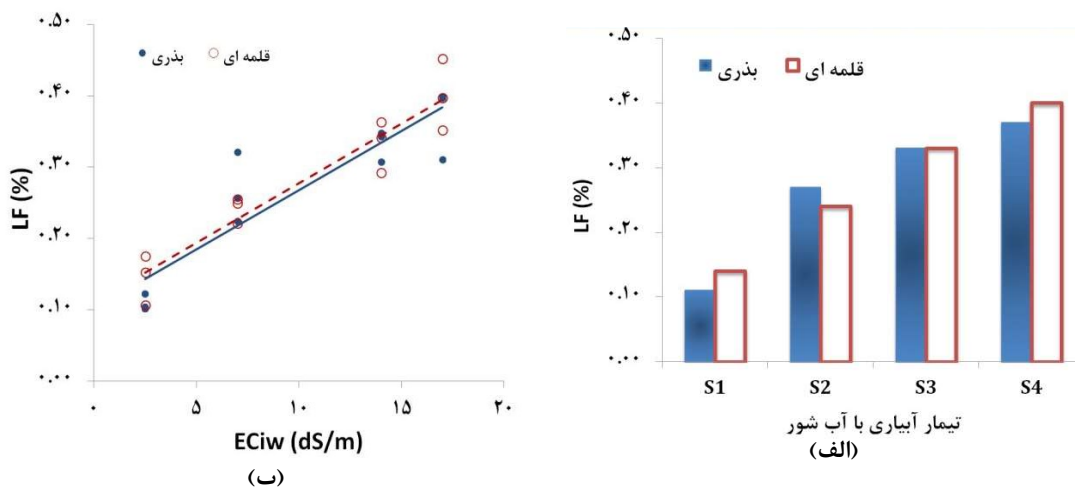 ۰.۵۰
۰.۴۰
۰.۳۰
۰.۲۰
۰.۱۰
۰.۰۰
LF (%)
بذری
قلمه ای
S1 S2 S3 S4
تیمار آبیاری با آب شور
(الف)
۰.۵۰
۰.۴۰
۰.۳۰
۰.۲۰
۰.۱۰
۰.۰۰
LF (%)
بذری
قلمه ای
۰ ۵ ۱۰ ۱۵ ۲۰
ECiw (dS/m)
(ب)